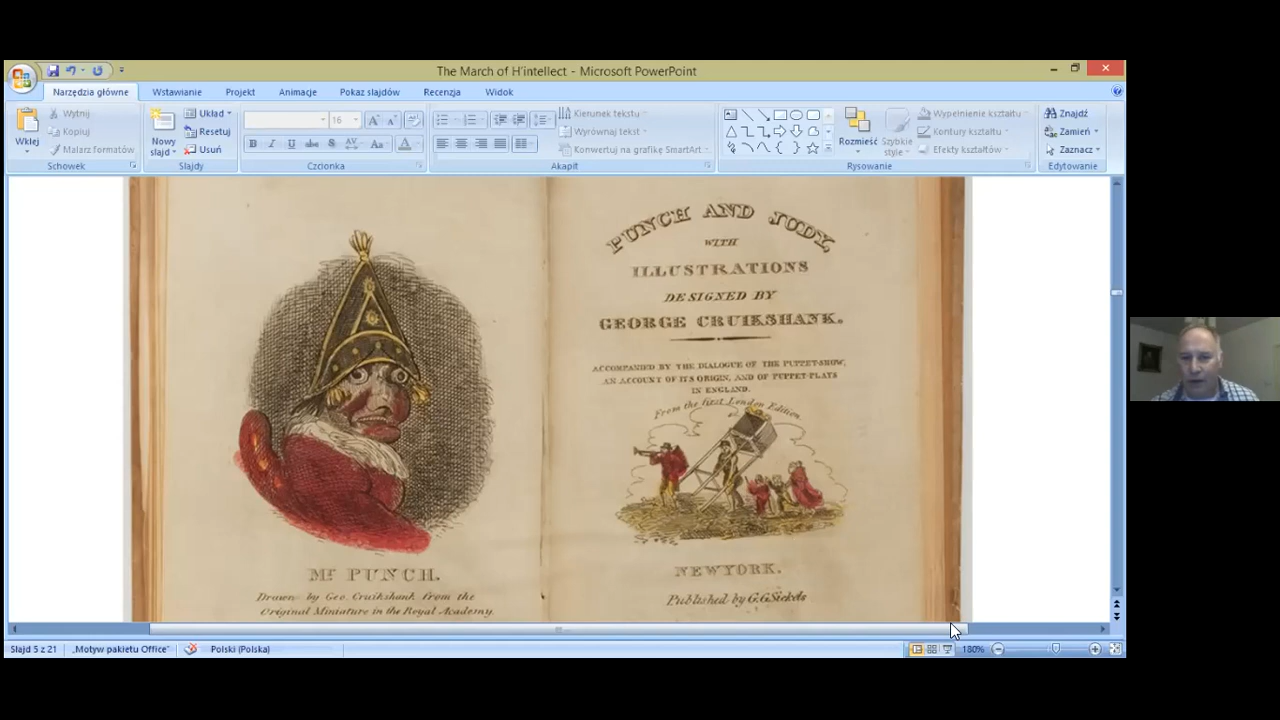 The March of H'intellect - Microsoft PowerPoint
Narzędzia główne Wstawianie Projekt Animacje Pokaz slajdów Recenzja Widok
Wklej
Wytnij
Kopiuj
Malarz formatów
Schowek
Nowy slajd
Układ
Resetuj
Usuń
Slajdy
16
Czcionka
Kierunek tekstu
Wyrównaj tekst
Konwertuj na grafikę SmartArt
Akapit
Rozmieść
Szybkie style
Wypełnienie kształtu
Kontury kształtu
Efekty kształtów
Rysowanie
Znajdź
Zamień
Zaznacz
Edytowanie
MR PUNCH.
Drawn by Geo. Cruikshank from the
Original Miniature in the Royal Academy.
PUNCH AND JUDY,
WITH
ILLUSTRATIONS
DESIGNED BY
GEORGE CRUIKSHANK.
ACCOMPANIED BY THE DIALOGUE OF THE PUPPET-SHOW,
AN ACCOUNT OF ITS ORIGIN, AND OF PUPPET-PLAYS
IN ENGLAND.
From the first London Edition.
NEWYORK.
Published by G.G.Sickels
Slajd 5 z 21 „Motyw pakietu Office" Polski (Polska) 180%